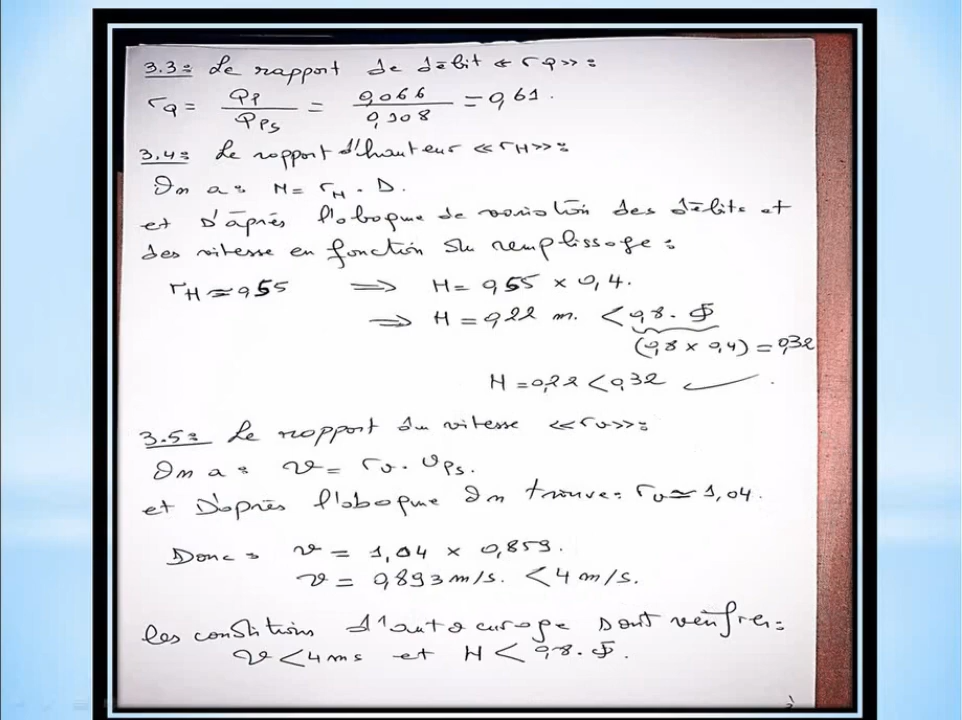 3.3: Le rapport de débit « rQ » :
rQ = QP / QPs = 0,066 / 0,108 = 0,61.
3.4: Le rapport d'hauteur « rH » :
On a : H = rH . D.
et D'après l'abaque de variation des débits et
des vitesse en fonction du remplissage :
rH ≃ 0,55 ⟹ H = 0,55 × 0,4.
⟹ H = 0,22 m. < 0,8 . Φ
(0,8 × 0,4) = 0,32
H = 0,22 < 0,32 ✓.
3.5: Le rapport du vitesse « rv » :
On a : v = rv . vPs.
et D'après l'abaque On trouve : rv ≃ 1,04.
Donc : v = 1,04 × 0,859.
v = 0,893 m/s. < 4 m/s.
les conditions d'auto curage sont vérifier :
v < 4 ms et H < 0,8 . Φ.